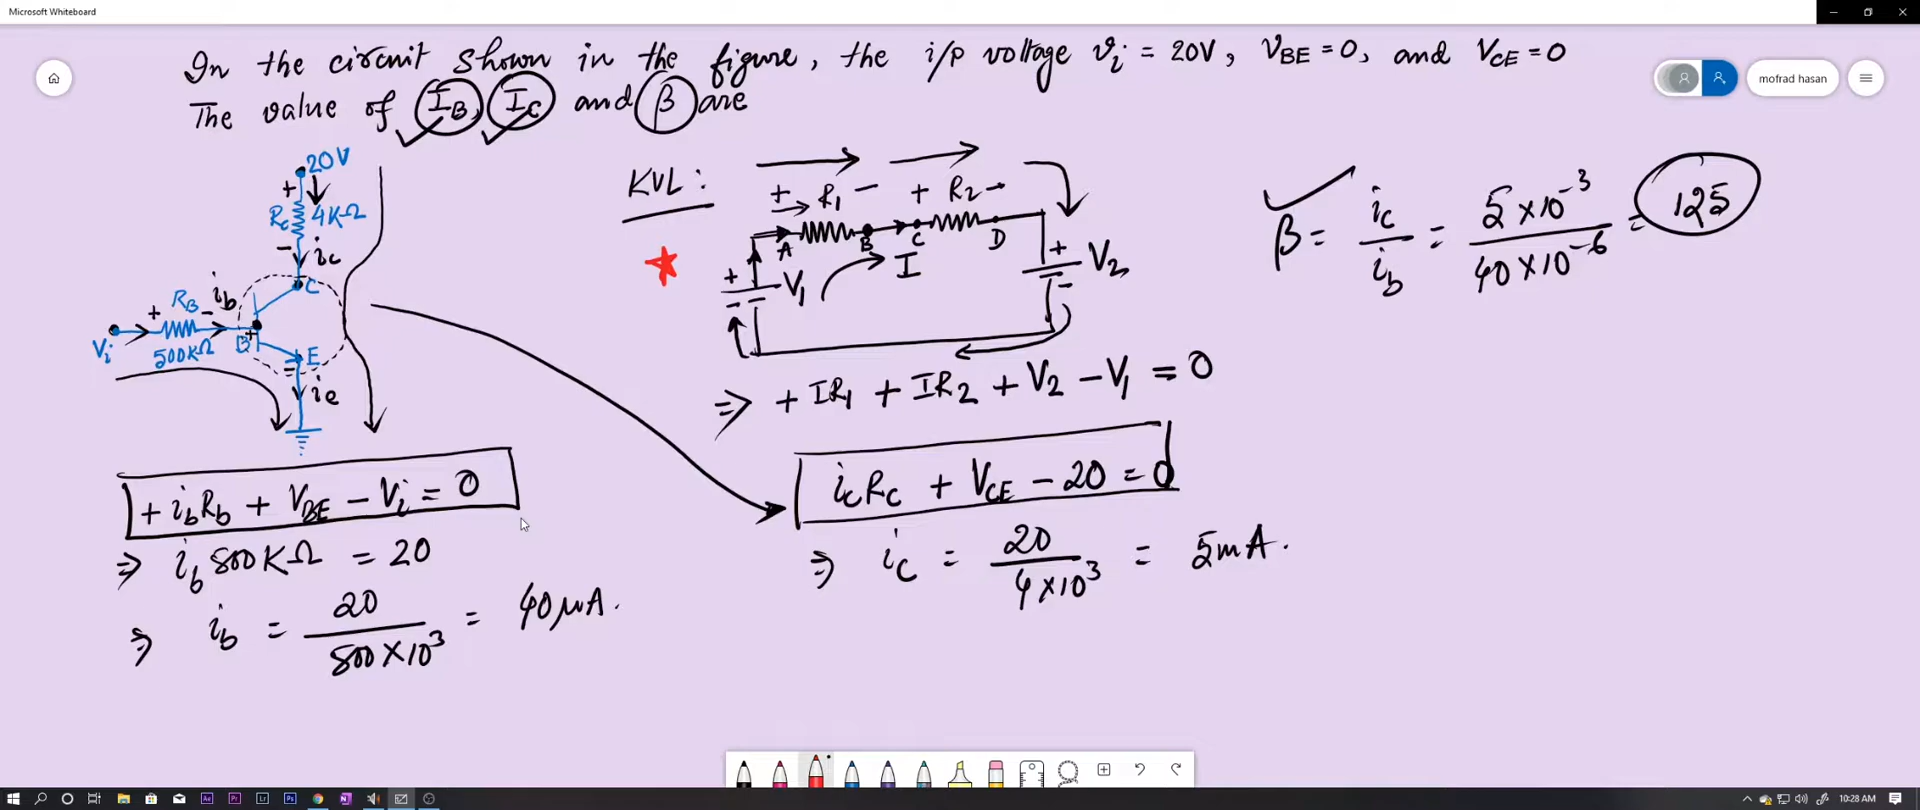 Microsoft Whiteboard
In the circuit shown in the figure, the i/p voltage vi = 20V, VBE = 0, and VCE = 0
The value of IB, IC and β are
mofrad hasan
20V
+
RC 4KΩ
−
ic
C
ib
RB
+ −
Vi
500KΩ
B
+
E
=
ie
KVL:
+ R1 − + R2 −
A B C D
I
+ V1
− −
+ V2
−
⇒ + IR1 + IR2 + V2 − V1 = 0
β = ic/ib = 5×10^-3 / 40×10^-6 = 125
+ ibRb + VBE − Vi = 0
⇒ ib 500KΩ = 20
⇒ ib = 20 / 500×10^3 = 40μA.
icRC + VCE − 20 = 0
⇒ ic = 20 / 4×10^3 = 5mA.
10:28 AM